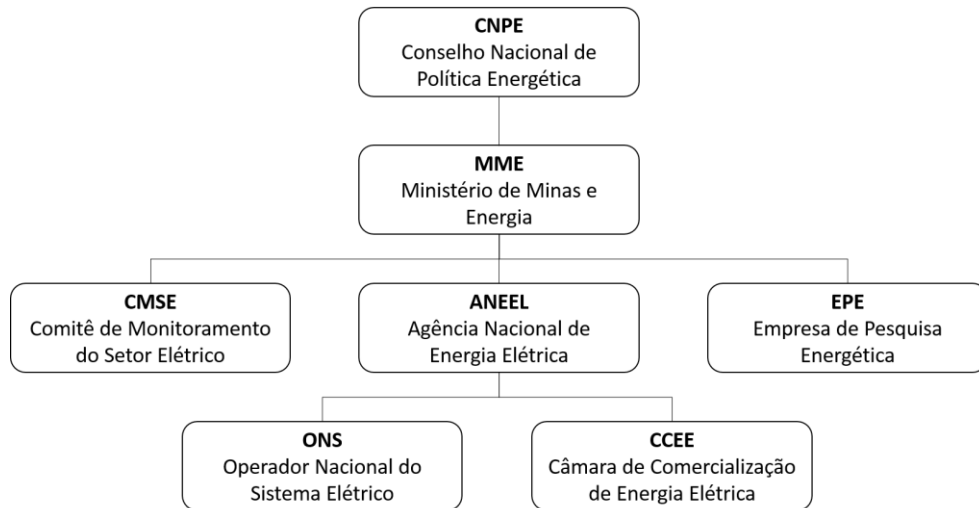 CNPE
Conselho Nacional de
Política Energética
MME
Ministério de Minas e
Energia
CMSE
Comitê de Monitoramento
do Setor Elétrico
ANEEL
Agência Nacional de
Energia Elétrica
EPE
Empresa de Pesquisa
Energética
ONS
Operador Nacional do
Sistema Elétrico
CCEE
Câmara de Comercialização
de Energia Elétrica